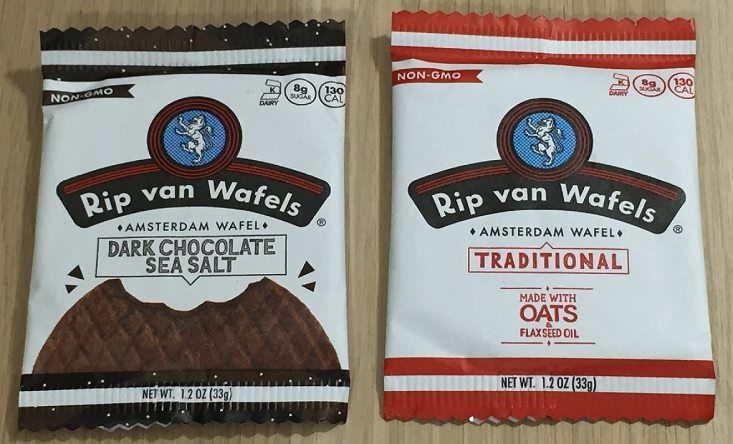 NON-GMO
K
DAIRY
8g
SUGAR
130
CAL
Rip van Wafels®
AMSTERDAM WAFEL
DARK CHOCOLATE
SEA SALT
NET WT. 1.2 OZ (33g)
NON-GMO
K
DAIRY
8g
SUGAR
130
CAL
Rip van Wafels®
AMSTERDAM WAFEL
TRADITIONAL
MADE WITH
OATS
&
FLAXSEED OIL
NET WT. 1.2 OZ (33g)